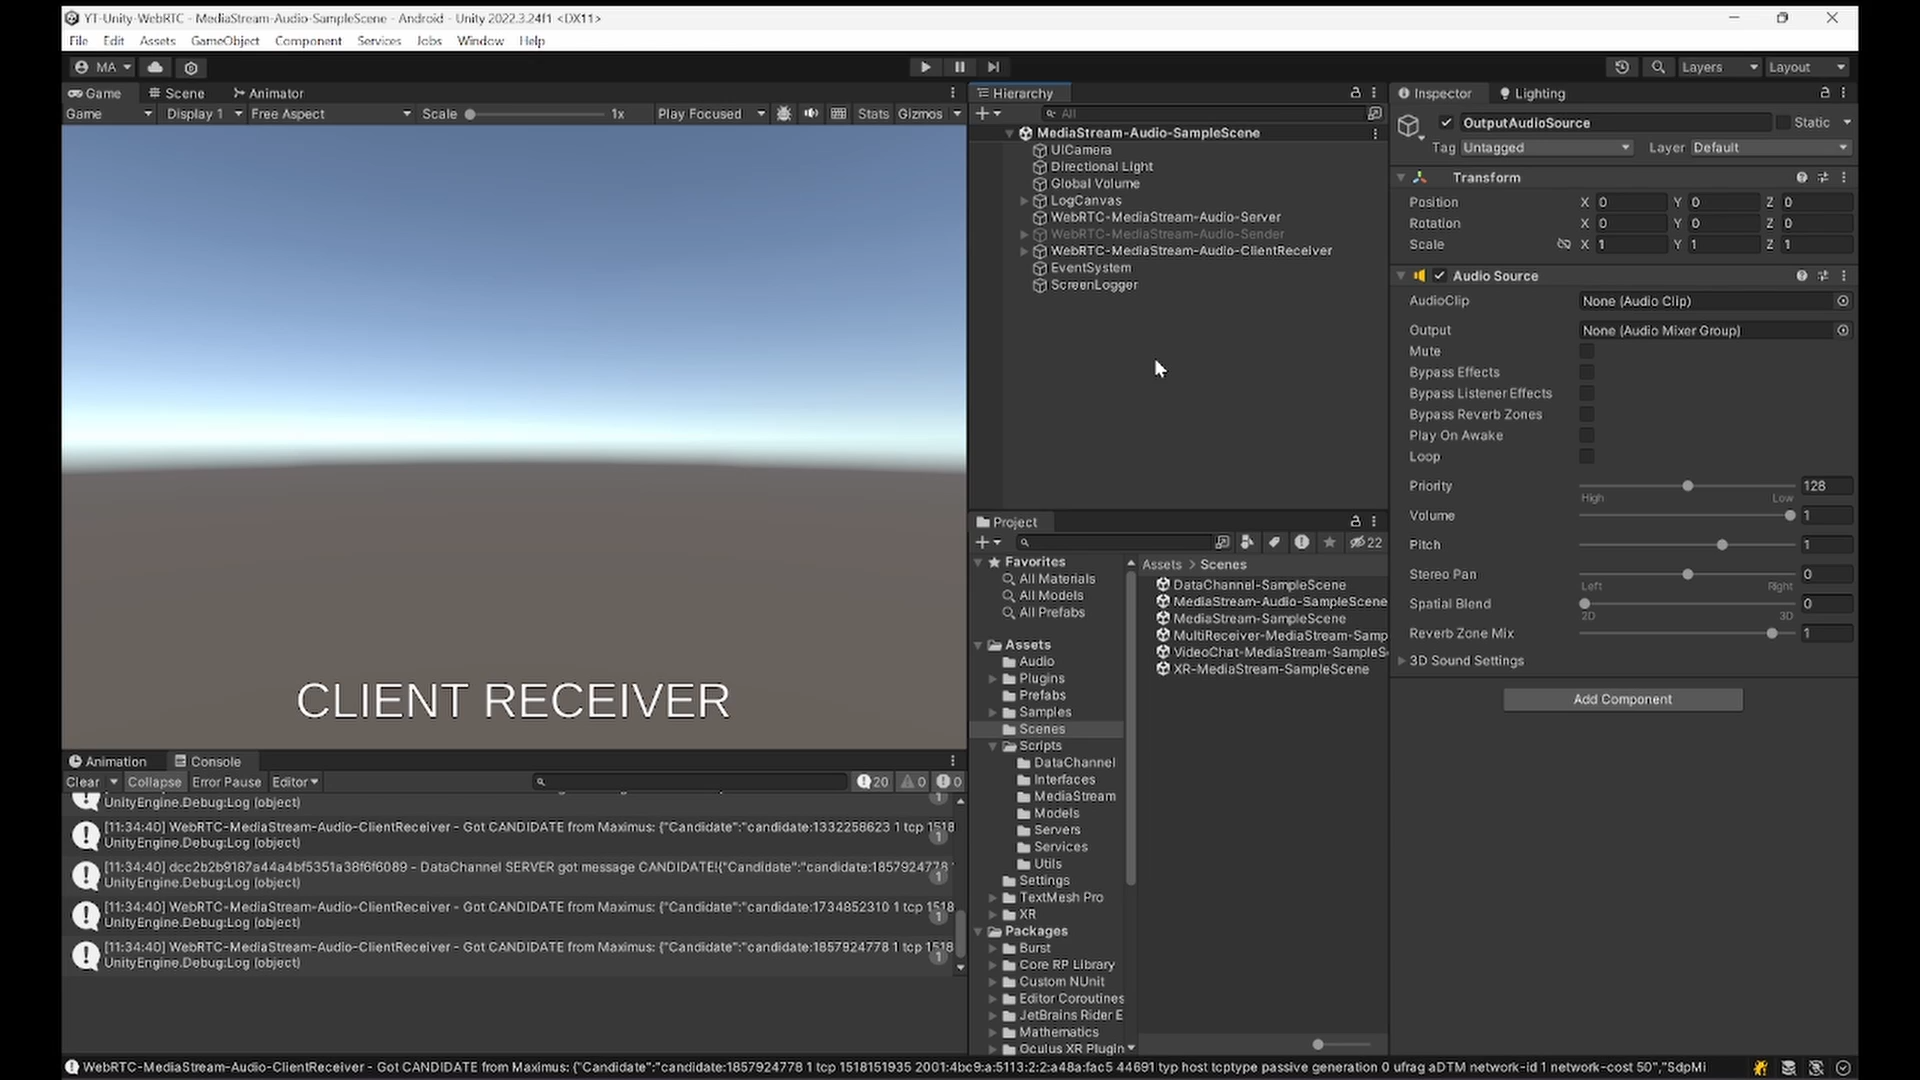 YT-Unity-WebRTC - MediaStream-Audio-SampleScene - Android - Unity 2022.3.24f1 <DX11>
File Edit Assets GameObject Component Services Jobs Window Help
MA Layers Layout
Game Scene Animator
Game Display 1 Free Aspect Scale 1x Play Focused Stats Gizmos
CLIENT RECEIVER
Animation Console
Clear Collapse Error Pause Editor 20 0 0
UnityEngine.Debug:Log (object) 1
[11:34:40] WebRTC-MediaStream-Audio-ClientReceiver - Got CANDIDATE from Maximus: {"Candidate":"candidate:1332258623 1 tcp 1518
UnityEngine.Debug:Log (object) 1
[11:34:40] dcc2b2b9187a44a4bf5351a38f6f6089 - DataChannel SERVER got message CANDIDATE!{"Candidate":"candidate:1857924778
UnityEngine.Debug:Log (object) 1
[11:34:40] WebRTC-MediaStream-Audio-ClientReceiver - Got CANDIDATE from Maximus: {"Candidate":"candidate:1734852310 1 tcp 1518
UnityEngine.Debug:Log (object) 1
[11:34:40] WebRTC-MediaStream-Audio-ClientReceiver - Got CANDIDATE from Maximus: {"Candidate":"candidate:1857924778 1 tcp 1518
UnityEngine.Debug:Log (object) 1
Hierarchy
All
MediaStream-Audio-SampleScene
UICamera
Directional Light
Global Volume
LogCanvas
WebRTC-MediaStream-Audio-Server
WebRTC-MediaStream-Audio-Sender
WebRTC-MediaStream-Audio-ClientReceiver
EventSystem
ScreenLogger
Project
22
Favorites
All Materials
All Models
All Prefabs
Assets
Audio
Plugins
Prefabs
Samples
Scenes
Scripts
DataChannel
Interfaces
MediaStream
Models
Servers
Services
Utils
Settings
TextMesh Pro
XR
Packages
Burst
Core RP Library
Custom NUnit
Editor Coroutines
JetBrains Rider E
Mathematics
Oculus XR Plugin
Assets > Scenes
DataChannel-SampleScene
MediaStream-Audio-SampleScene
MediaStream-SampleScene
MultiReceiver-MediaStream-Samp
VideoChat-MediaStream-SampleS
XR-MediaStream-SampleScene
Inspector Lighting
OutputAudioSource Static
Tag Untagged Layer Default
Transform
Position X 0 Y 0 Z 0
Rotation X 0 Y 0 Z 0
Scale X 1 Y 1 Z 1
Audio Source
AudioClip None (Audio Clip)
Output None (Audio Mixer Group)
Mute
Bypass Effects
Bypass Listener Effects
Bypass Reverb Zones
Play On Awake
Loop
Priority 128
High Low
Volume 1
Pitch 1
Stereo Pan 0
Left Right
Spatial Blend 0
2D 3D
Reverb Zone Mix 1
3D Sound Settings
Add Component
WebRTC-MediaStream-Audio-ClientReceiver - Got CANDIDATE from Maximus: {"Candidate":"candidate:1857924778 1 tcp 1518151935 2001:4bc9:a:5113:2:2:a48a:fac5 44691 typ host tcptype passive generation 0 ufrag aDTM network-id 1 network-cost 50","SdpMi